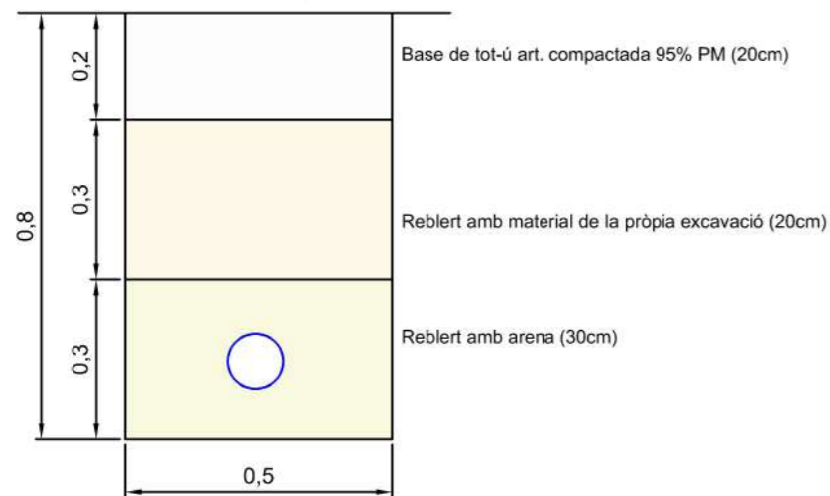 0,2
Base de tot-ú art. compactada 95% PM (20cm)
0,8
0,3
Reblert amb material de la pròpia excavació (20cm)
0,3
Reblert amb arena (30cm)
0,5